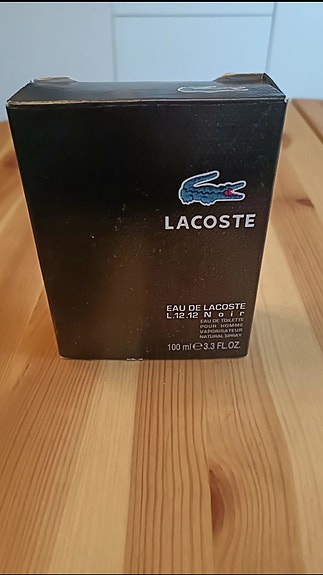 LACOSTE
EAU DE LACOSTE
L.12.12 Noir
EAU DE TOILETTE
POUR HOMME
VAPORISATEUR
NATURAL SPRAY
100 ml ℮ 3.3 FL.OZ.